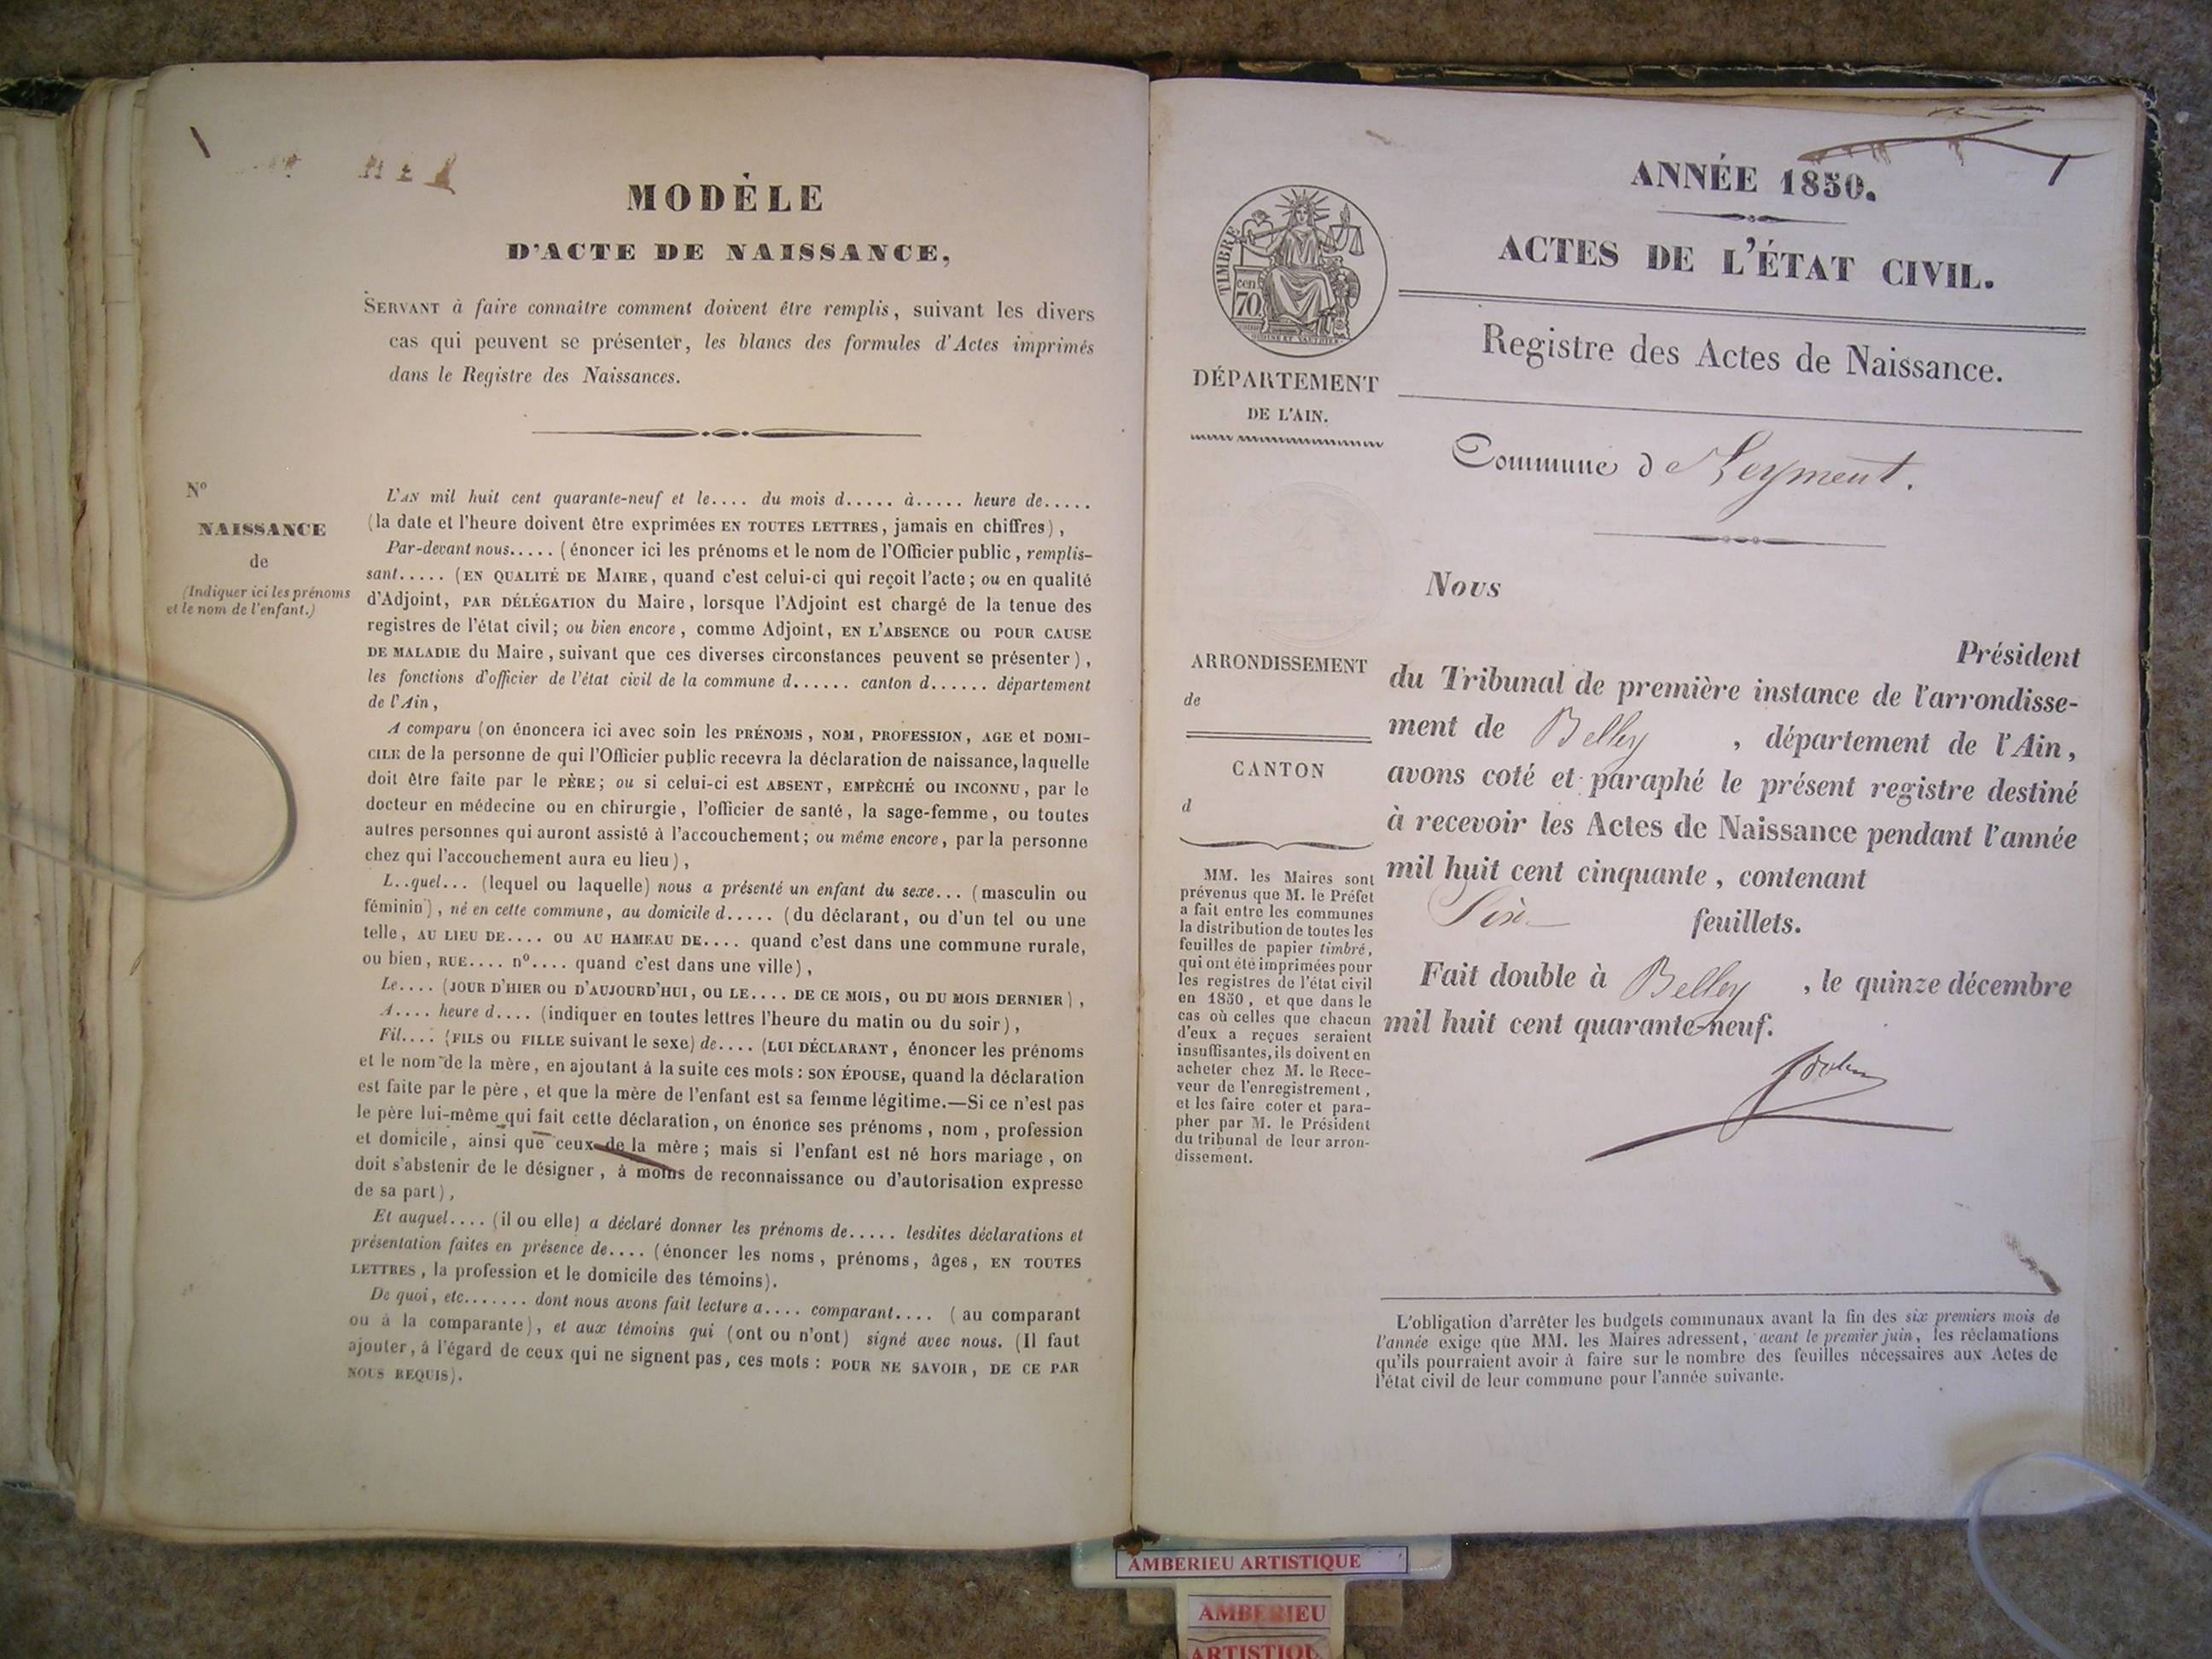 MODÈLE
D'ACTE DE NAISSANCE,
SERVANT à faire connaître comment doivent être remplis, suivant les divers
cas qui peuvent se présenter, les blancs des formules d'Actes imprimés
dans le Registre des Naissances.
N°
NAISSANCE
de
(Indiquer ici les prénoms
et le nom de l'enfant.)
L'AN mil huit cent quarante-neuf et le.... du mois d..... à..... heure de.....
(la date et l'heure doivent être exprimées EN TOUTES LETTRES, jamais en chiffres),
Par-devant nous..... (énoncer ici les prénoms et le nom de l'Officier public, remplis-
sant..... (EN QUALITÉ DE MAIRE, quand c'est celui-ci qui reçoit l'acte; ou en qualité
d'Adjoint, PAR DÉLÉGATION du Maire, lorsque l'Adjoint est chargé de la tenue des
registres de l'état civil; ou bien encore, comme Adjoint, EN L'ABSENCE OU POUR CAUSE
DE MALADIE du Maire, suivant que ces diverses circonstances peuvent se présenter),
les fonctions d'officier de l'état civil de la commune d...... canton d...... département
de l'Ain,
A comparu (on énoncera ici avec soin les PRÉNOMS, NOM, PROFESSION, AGE et DOMI-
CILE de la personne de qui l'Officier public recevra la déclaration de naissance, laquelle
doit être faite par le PÈRE; ou si celui-ci est ABSENT, EMPÊCHÉ OU INCONNU, par le
docteur en médecine ou en chirurgie, l'officier de santé, la sage-femme, ou toutes
autres personnes qui auront assisté à l'accouchement; ou même encore, par la personne
chez qui l'accouchement aura eu lieu),
L..quel... (lequel ou laquelle) nous a présenté un enfant du sexe... (masculin ou
féminin), né en cette commune, au domicile d..... (du déclarant, ou d'un tel ou une
telle, AU LIEU DE.... OU AU HAMEAU DE.... quand c'est dans une commune rurale,
ou bien, RUE.... n°.... quand c'est dans une ville),
Le.... (JOUR D'HIER OU D'AUJOURD'HUI, OU LE.... DE CE MOIS, OU DU MOIS DERNIER),
A.... heure d.... (indiquer en toutes lettres l'heure du matin ou du soir),
Fil.... (FILS OU FILLE suivant le sexe) de.... (LUI DÉCLARANT, énoncer les prénoms
et le nom de la mère, en ajoutant à la suite ces mots: SON ÉPOUSE, quand la déclaration
est faite par le père, et que la mère de l'enfant est sa femme légitime.—Si ce n'est pas
le père lui-même qui fait cette déclaration, on énonce ses prénoms, nom, profession
et domicile, ainsi que ceux de la mère; mais si l'enfant est né hors mariage, on
doit s'abstenir de le désigner, à moins de reconnaissance ou d'autorisation expresse
de sa part),
Et auquel.... (il ou elle) a déclaré donner les prénoms de..... lesdites déclarations et
présentation faites en présence de.... (énoncer les noms, prénoms, âges, EN TOUTES
LETTRES, la profession et le domicile des témoins).
De quoi, etc....... dont nous avons fait lecture a.... comparant.... (au comparant
ou à la comparante), et aux témoins qui (ont ou n'ont) signé avec nous. (Il faut
ajouter, à l'égard de ceux qui ne signent pas, ces mots: POUR NE SAVOIR, DE CE PAR
NOUS REQUIS).
ANNÉE 1850.
ACTES DE L'ÉTAT CIVIL.
Registre des Actes de Naissance.
TIMBRE
cen
70
DÉPARTEMENT
DE L'AIN.
Commune de Leyment.
ARRONDISSEMENT
de
CANTON
d
MM. les Maires sont
prévenus que M. le Préfet
a fait entre les communes
la distribution de toutes les
feuilles de papier timbré,
qui ont été imprimées pour
les registres de l'état civil
en 1850, et que dans le
cas où celles que chacun
d'eux a reçues seraient
insuffisantes, ils doivent en
acheter chez M. le Rece-
veur de l'enregistrement,
et les faire coter et para-
pher par M. le Président
du tribunal de leur arron-
dissement.
Nous
Président
du Tribunal de première instance de l'arrondisse-
ment de Belley, département de l'Ain,
avons coté et paraphé le présent registre destiné
à recevoir les Actes de Naissance pendant l'année
mil huit cent cinquante, contenant
Six feuillets.
Fait double à Belley, le quinze décembre
mil huit cent quarante-neuf.
L'obligation d'arrêter les budgets communaux avant la fin des six premiers mois de
l'année exige que MM. les Maires adressent, avant le premier juin, les réclamations
qu'ils pourraient avoir à faire sur le nombre des feuilles nécessaires aux Actes de
l'état civil de leur commune pour l'année suivante.
AMBERIEU ARTISTIQUE
AMBERIEU